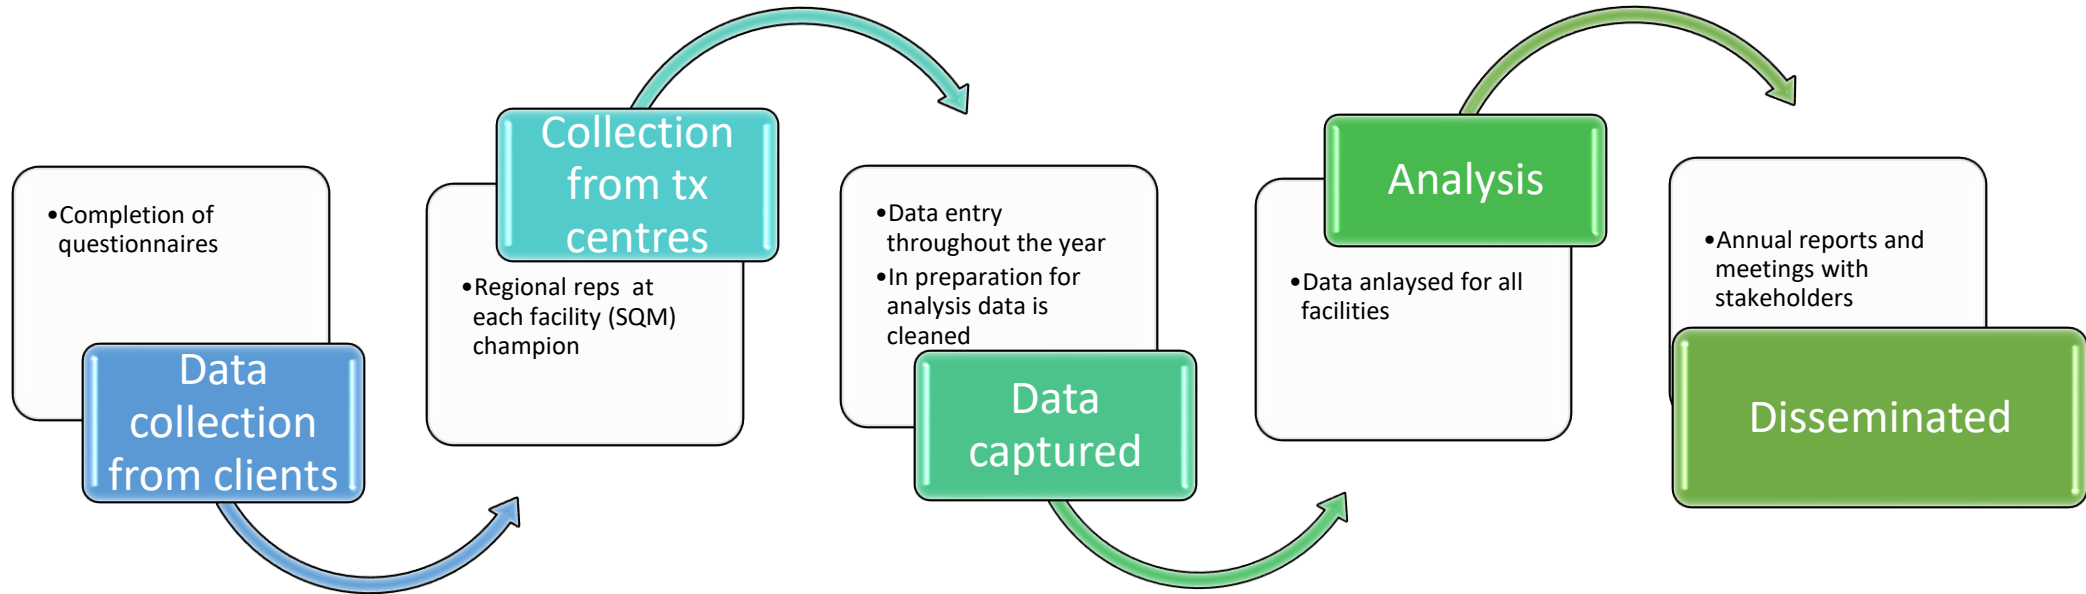 •Completion of
questionnaires
Data
collection
from clients
Collection
from tx
centres
•Regional reps  at
each facility (SQM)
champion
•Data entry
throughout the year
•In preparation for
analysis data is
cleaned
Data
captured
Analysis
•Data anlaysed for all
facilities
•Annual reports and
meetings with
stakeholders
Disseminated